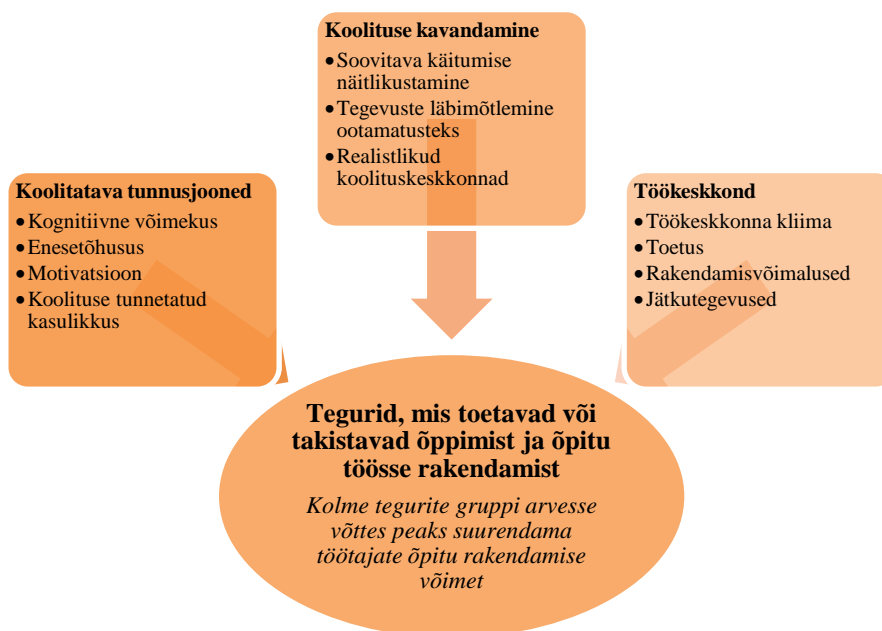 Koolituse kavandamine
•Soovitava käitumise
näitlikustamine
•Tegevuste läbimõtlemine
ootamatusteks
•Realistlikud
koolituskeskkonnad
Koolitatava tunnusjooned
•Kognitiivne võimekus
•Enesetõhusus
•Motivatsioon
•Koolituse tunnetatud
kasulikkus
Töökeskkond
•Töökeskkonna kliima
•Toetus
•Rakendamisvõimalused
•Jätkutegevused
Tegurid, mis toetavad või
takistavad õppimist ja õpitu
töösse rakendamist
Kolme tegurite gruppi arvesse
võttes peaks suurendama
töötajate õpitu rakendamise
võimet